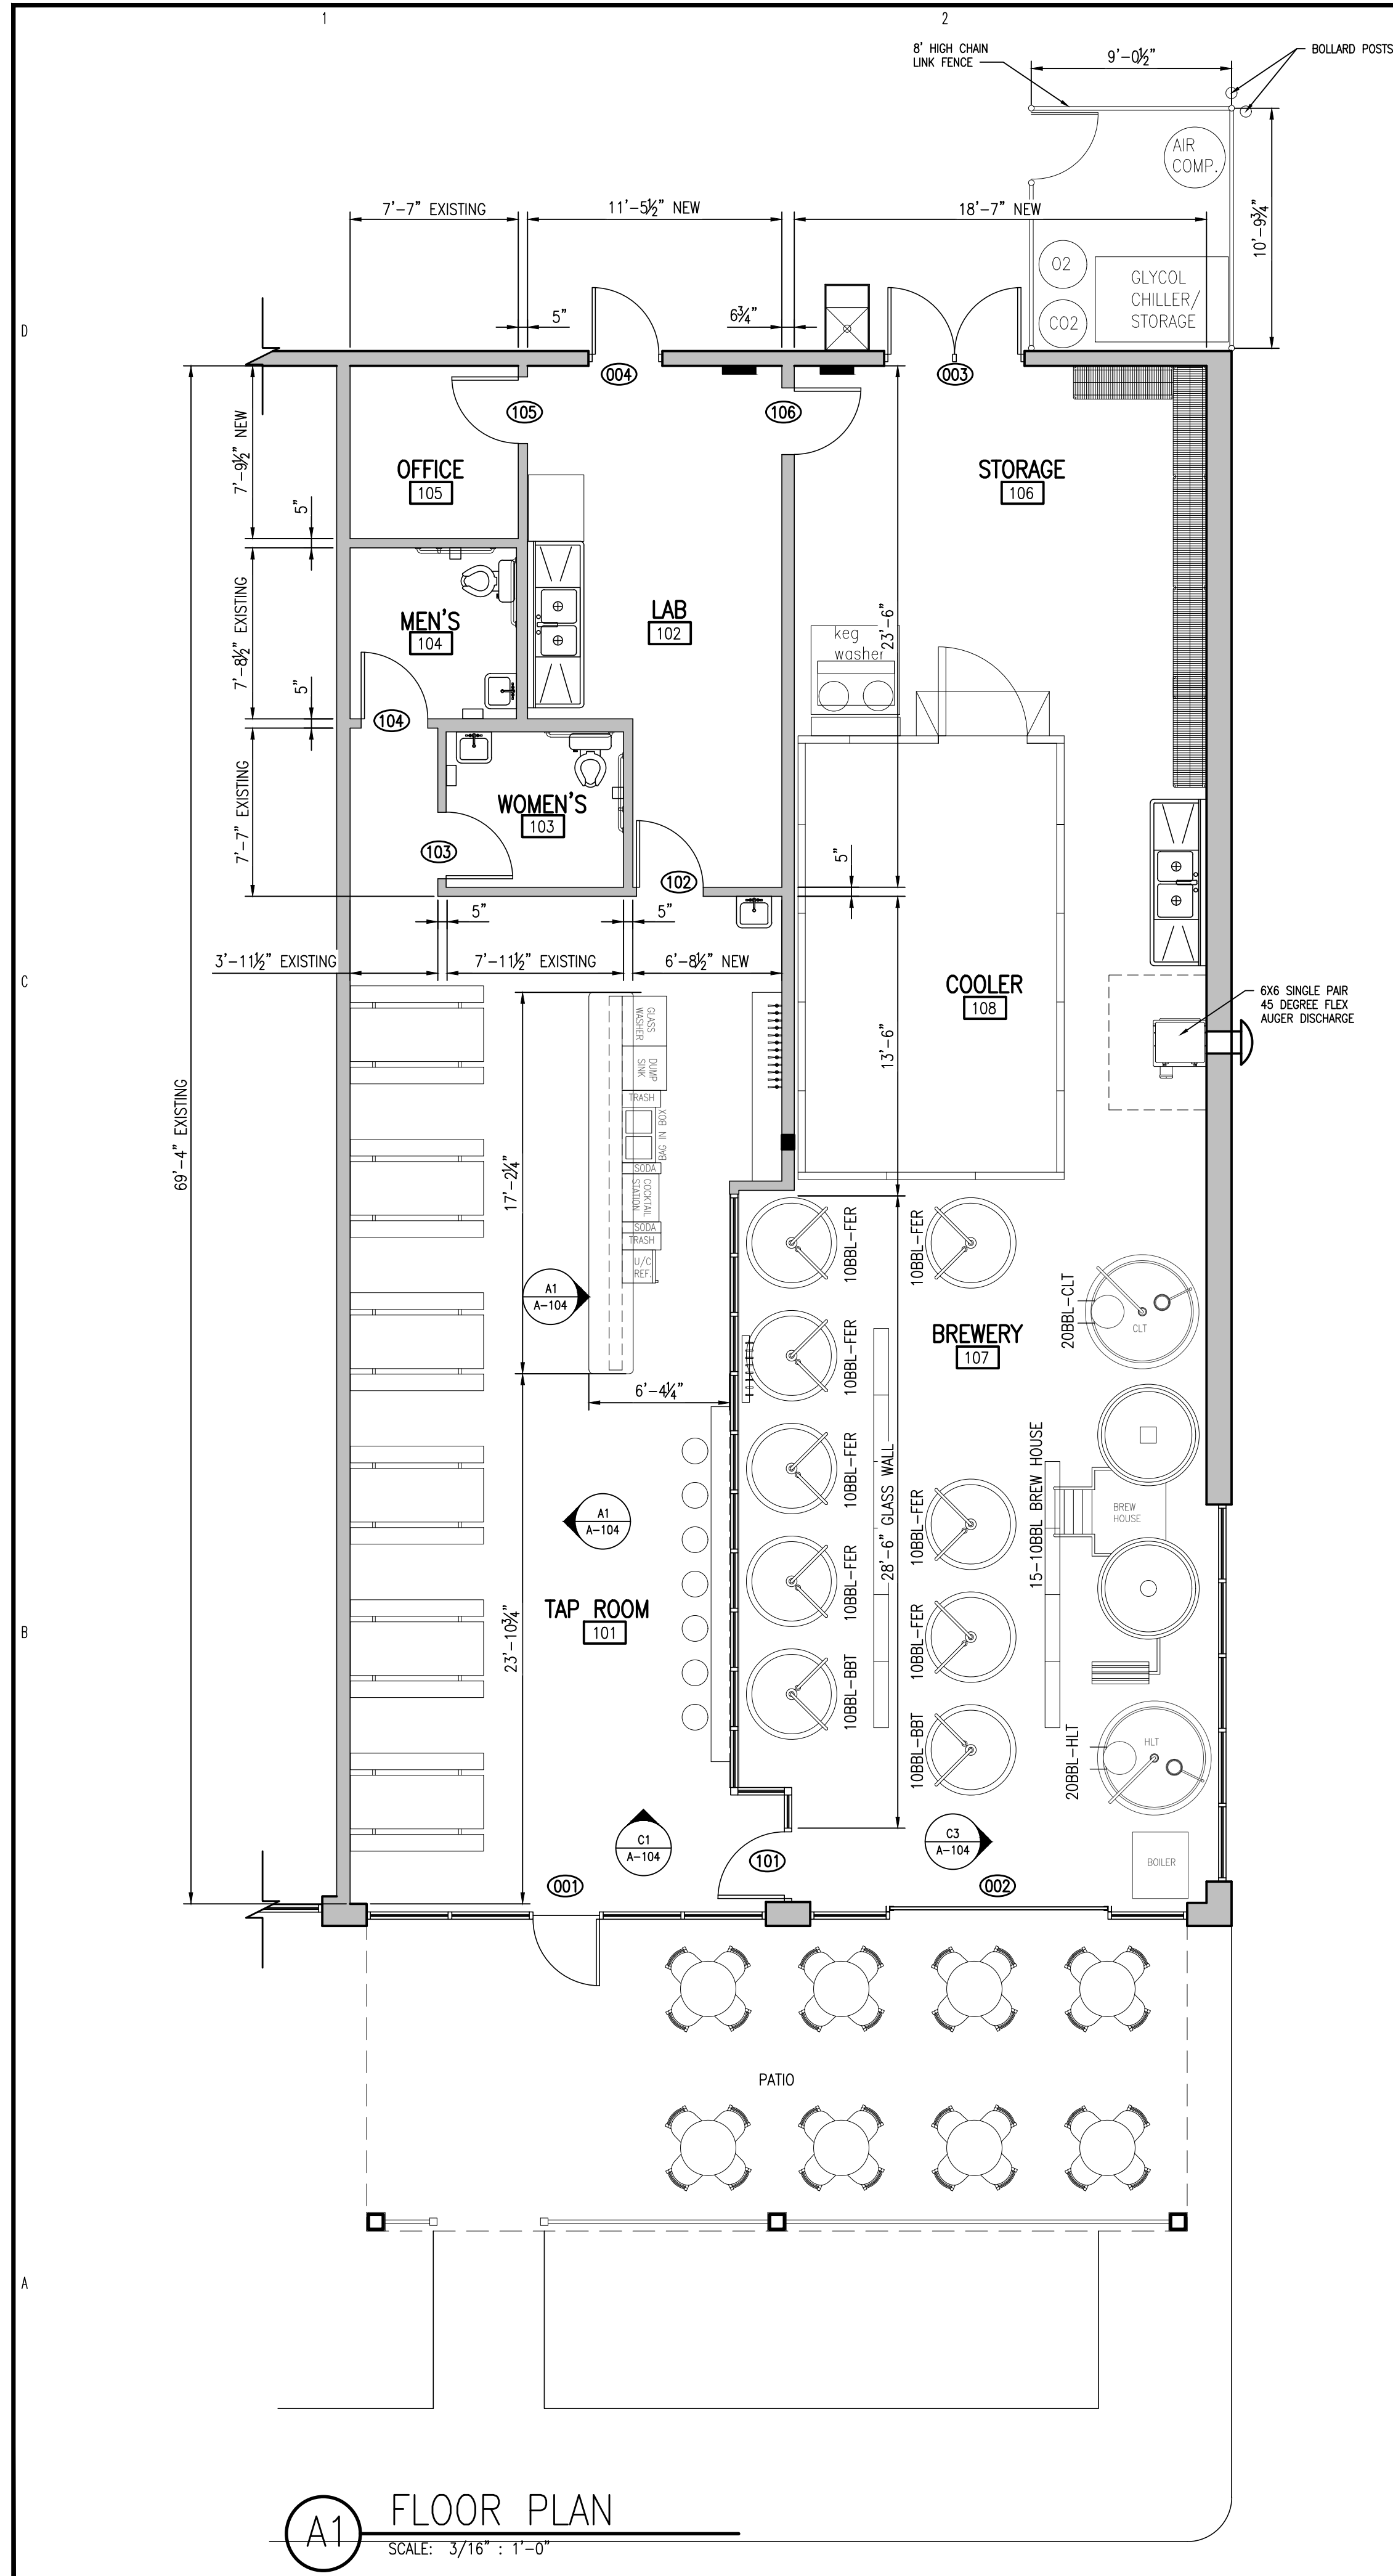 1
2
8' HIGH CHAIN
LINK FENCE
9'-0½"
BOLLARD POSTS
AIR
COMP.
10'-9¾"
7'-7" EXISTING
11'-5½" NEW
18'-7" NEW
O2
CO2
GLYCOL
CHILLER/
STORAGE
5"
6¾"
D
004
003
105
106
7'-9½" NEW
OFFICE
105
STORAGE
106
5"
7'-8½" EXISTING
MEN'S
104
LAB
102
keg
washer
23'-6"
5"
104
7'-7" EXISTING
WOMEN'S
103
103
102
5"
5"
5"
3'-11½" EXISTING
7'-11½" EXISTING
6'-8½" NEW
C
COOLER
108
6X6 SINGLE PAIR
45 DEGREE FLEX
AUGER DISCHARGE
13'-6"
69'-4" EXISTING
17'-2¼"
GLASS
WASHER
DUMP
SINK
TRASH
BAG IN BOX
SODA
COCKTAIL
STATION
SODA
TRASH
U/C
REF.
A1
A-104
6'-4¼"
10BBL-FER
10BBL-FER
20BBL-CLT
CLT
10BBL-FER
BREWERY
107
10BBL-FER
28'-6" GLASS WALL
10BBL-FER
15-10BBL BREW HOUSE
BREW
HOUSE
A1
A-104
10BBL-FER
10BBL-FER
B
TAP ROOM
101
23'-10¾"
10BBL-BBT
10BBL-BBT
20BBL-HLT
HLT
C1
A-104
C3
A-104
101
BOILER
001
002
PATIO
A
A1
FLOOR PLAN
SCALE: 3/16" : 1'-0"